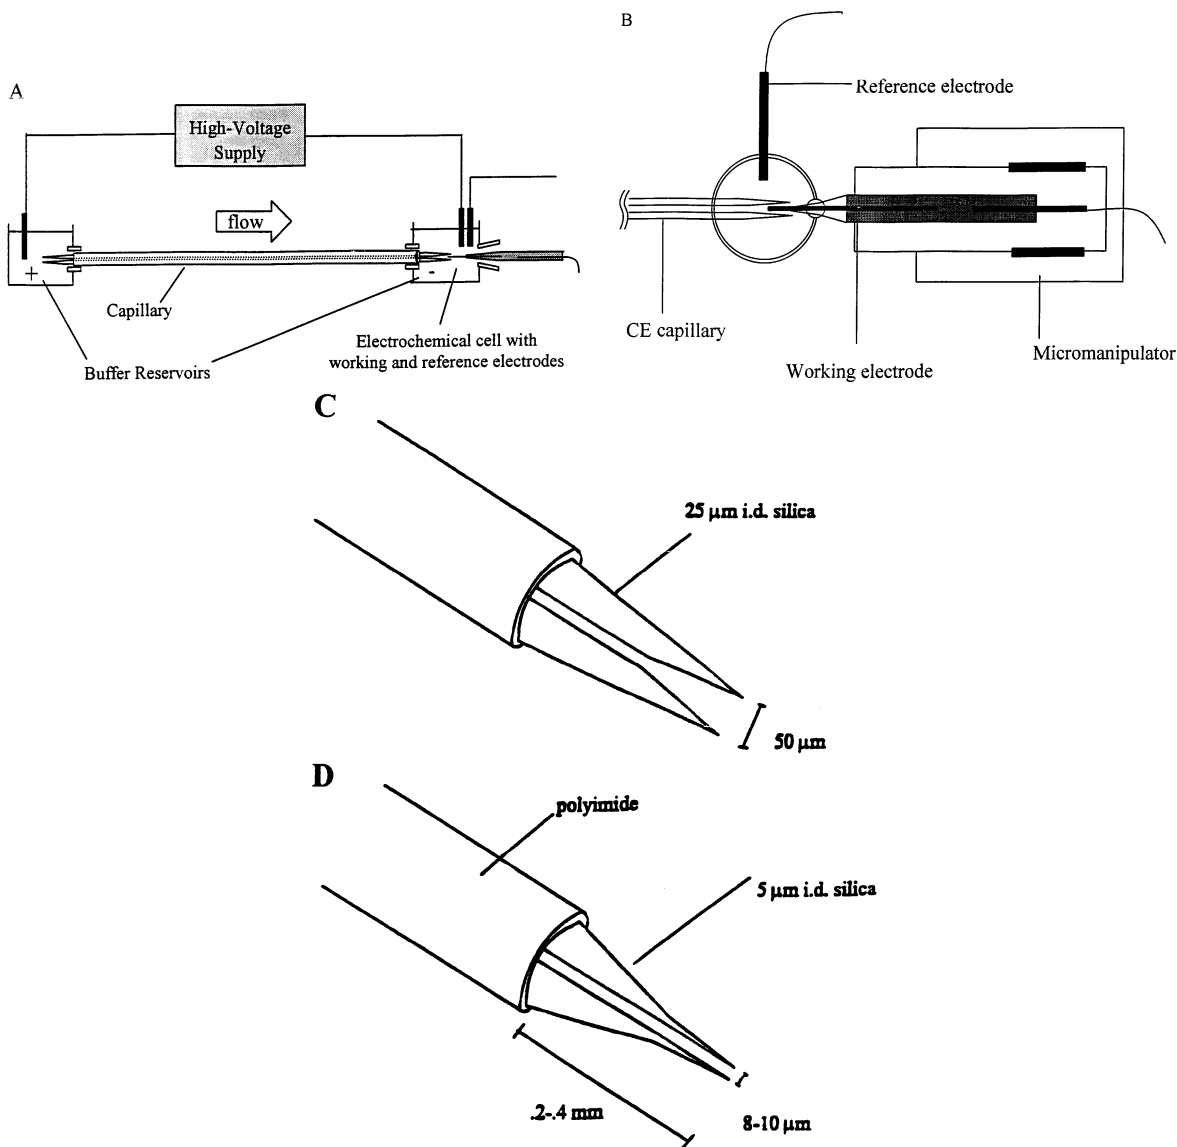 A
High-Voltage
Supply
flow
+
-
Capillary
Buffer Reservoirs
Electrochemical cell with
working and reference electrodes
B
Reference electrode
CE capillary
Working electrode
Micromanipulator
C
25 μm i.d. silica
50 μm
D
polyimide
5 μm i.d. silica
.2-.4 mm
8-10 μm